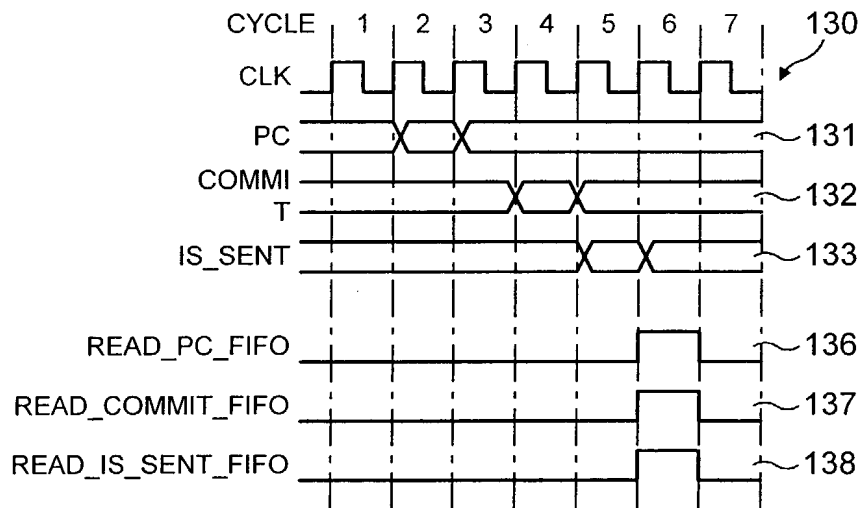 CYCLE 1 2 3 4 5 6 7 130
CLK
PC 131
COMMI
T 132
IS_SENT 133
READ_PC_FIFO 136
READ_COMMIT_FIFO 137
READ_IS_SENT_FIFO 138